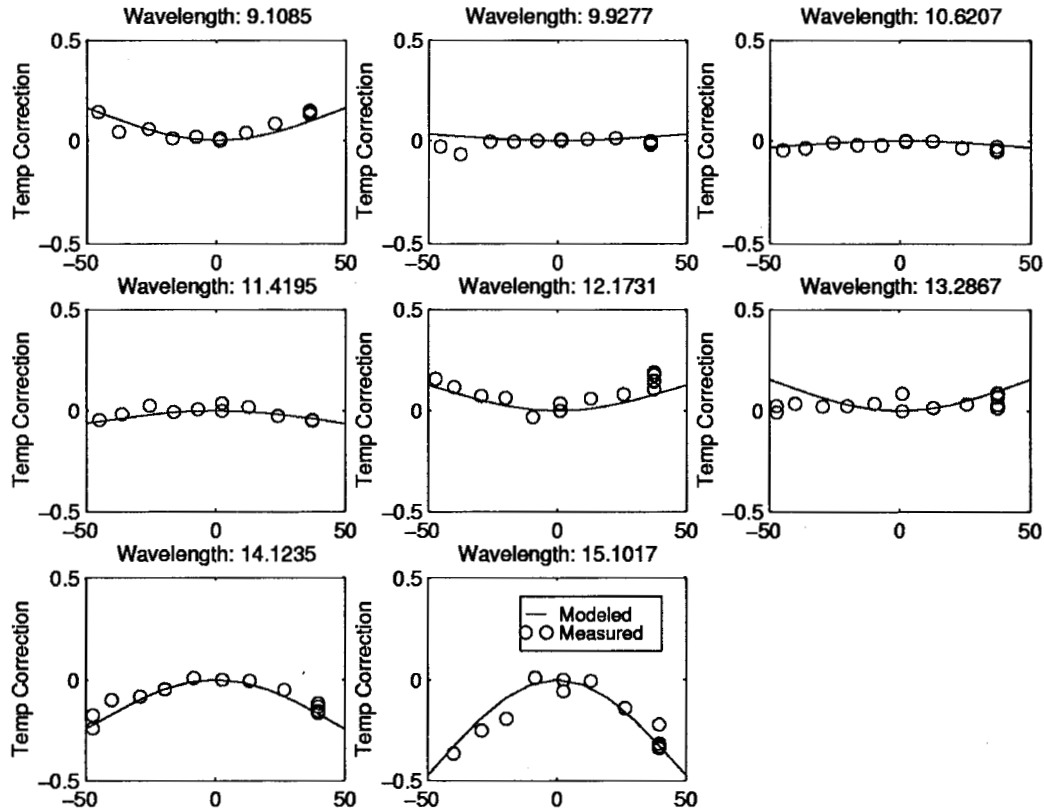 Wavelength: 9.1085
Wavelength: 9.9277
Wavelength: 10.6207
Temp Correction
0.5
0
−0.5
−50
0
50
Temp Correction
0.5
0
−0.5
−50
0
50
Temp Correction
0.5
0
−0.5
−50
0
50
Wavelength: 11.4195
Wavelength: 12.1731
Wavelength: 13.2867
Temp Correction
0.5
0
−0.5
−50
0
50
Temp Correction
0.5
0
−0.5
−50
0
50
Temp Correction
0.5
0
−0.5
−50
0
50
Wavelength: 14.1235
Wavelength: 15.1017
Temp Correction
0.5
0
−0.5
−50
0
50
Temp Correction
0.5
0
−0.5
−50
0
50
Modeled
Measured